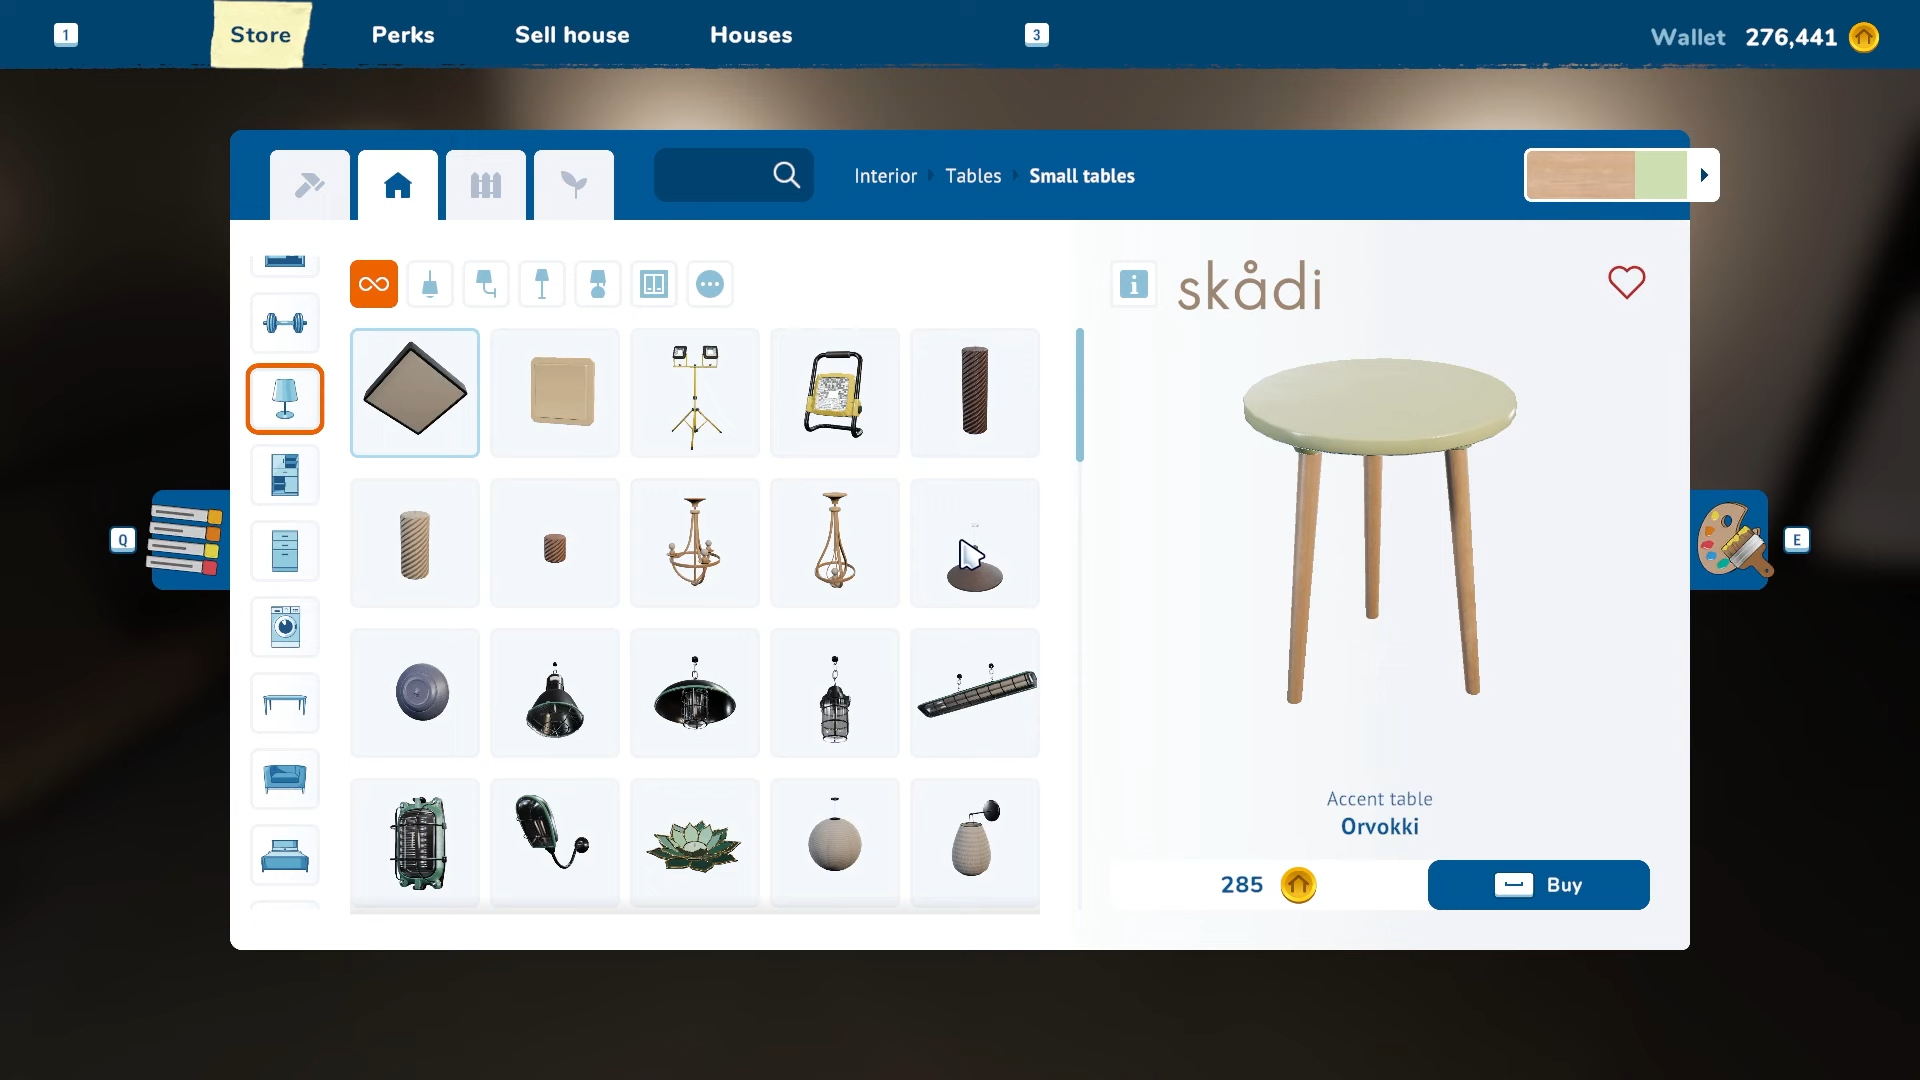 1
Store
Perks
Sell house
Houses
3
Wallet 276,441
Interior
Tables
Small tables
i
skådi
Q
E
Accent table
Orvokki
285
Buy